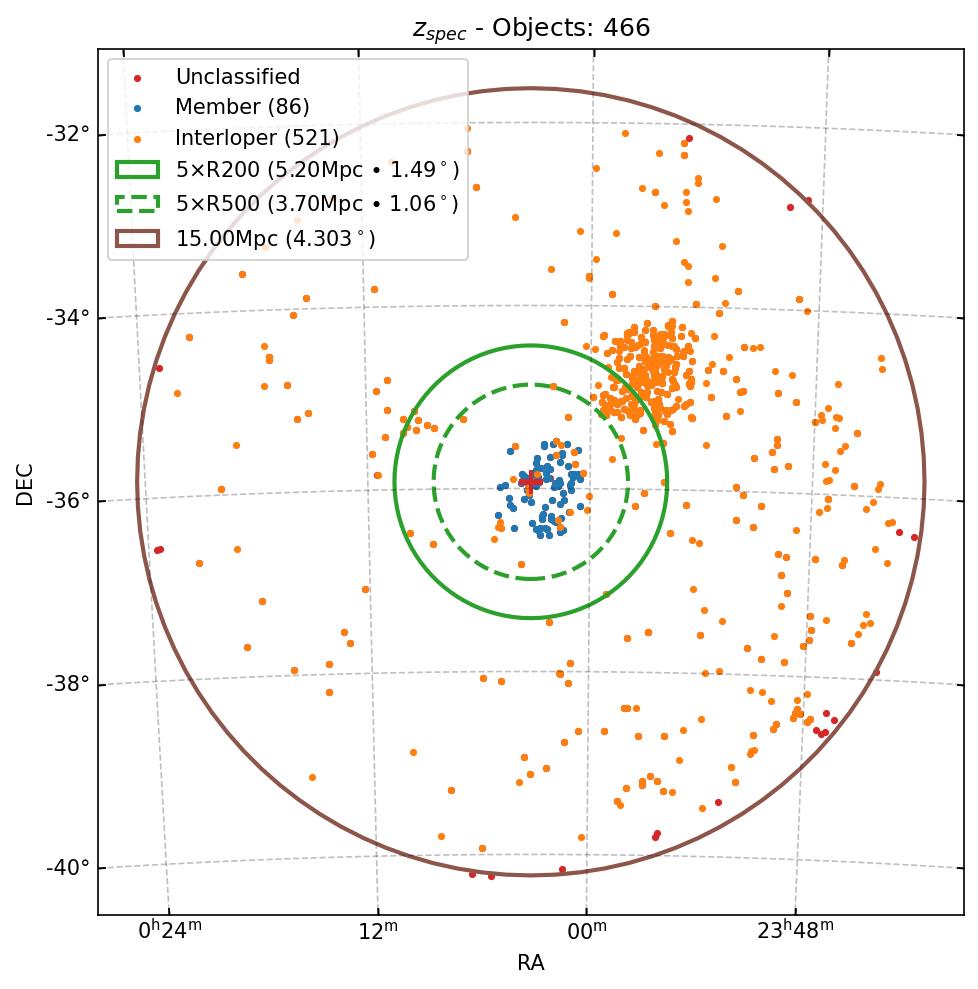 z_spec - Objects: 466
Unclassified
Member (86)
Interloper (521)
5×R200 (5.20Mpc • 1.49°)
5×R500 (3.70Mpc • 1.06°)
15.00Mpc (4.303°)
DEC
-32°
-34°
-36°
-38°
-40°
0ʰ24ᵐ 12ᵐ 00ᵐ 23ʰ48ᵐ
RA